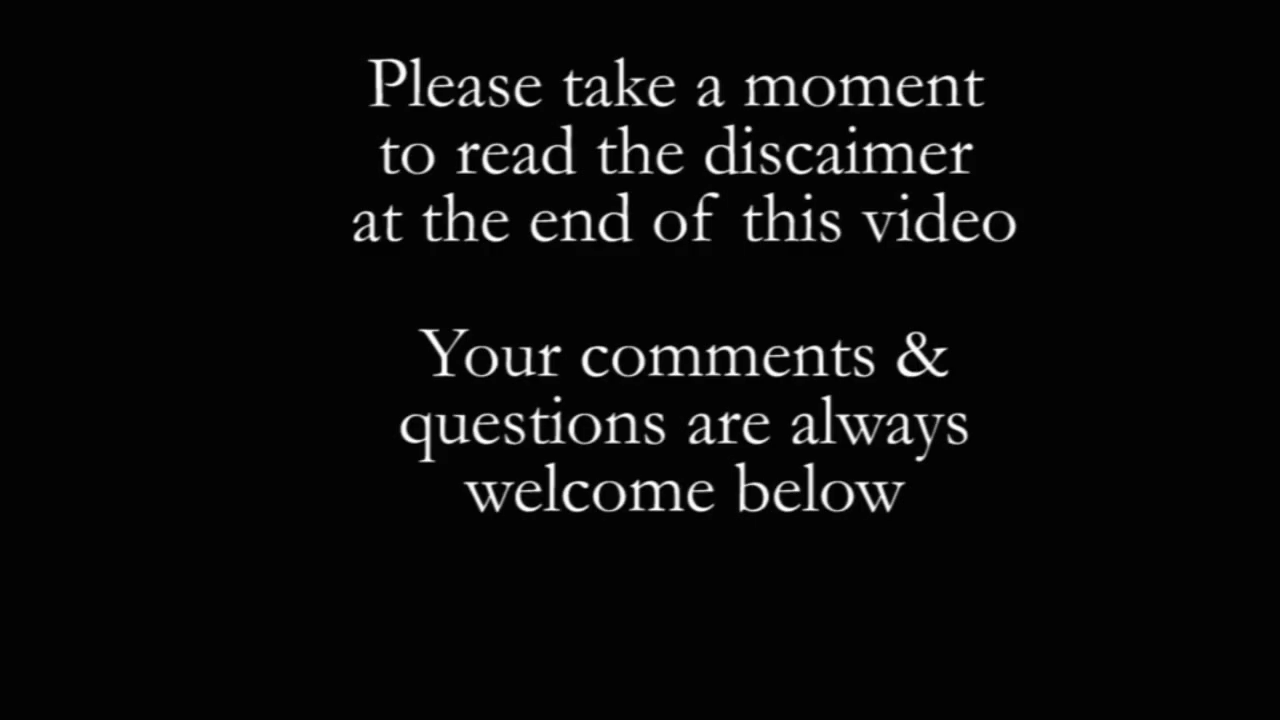 Please take a moment
to read the discaimer
at the end of this video
Your comments &
questions are always
welcome below